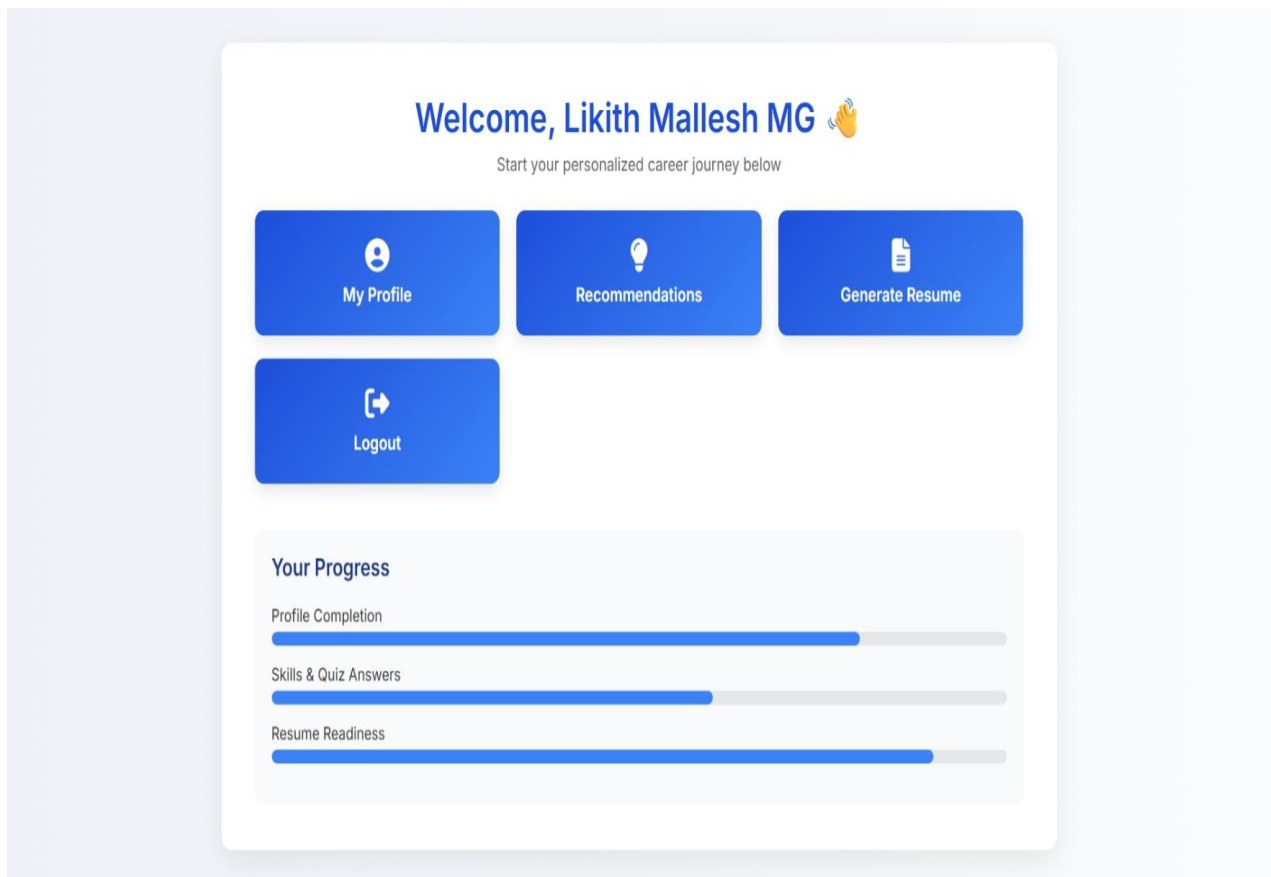 Welcome, Likith Mallesh MG 👋
Start your personalized career journey below
My Profile
Recommendations
Generate Resume
Logout
Your Progress
Profile Completion
Skills & Quiz Answers
Resume Readiness